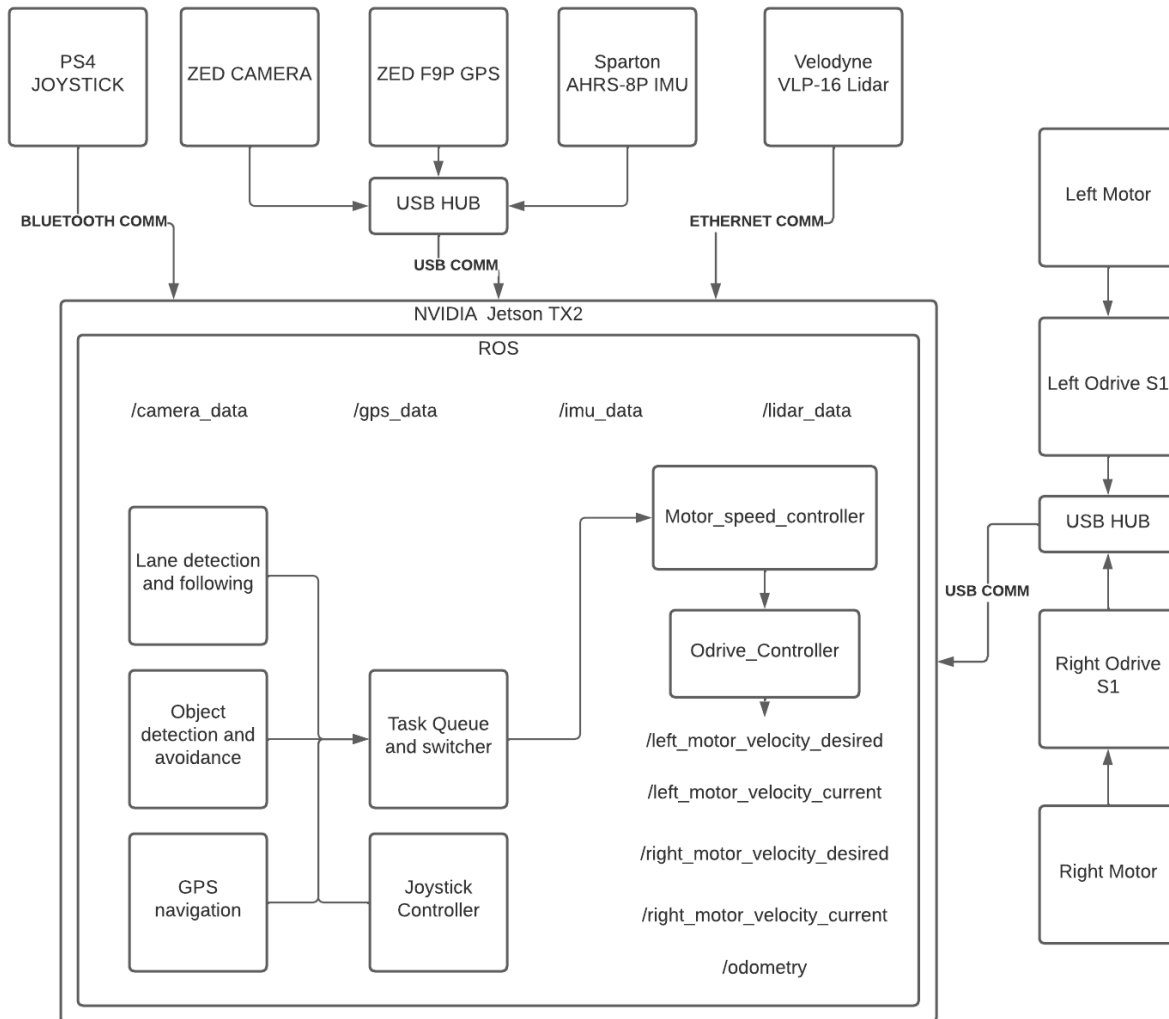 PS4
JOYSTICK
ZED CAMERA
ZED F9P GPS
Sparton
AHRS-8P IMU
Velodyne
VLP-16 Lidar
Left Motor
USB HUB
BLUETOOTH COMM
ETHERNET COMM
USB COMM
NVIDIA Jetson TX2
ROS
Left Odrive S1
/camera_data
/gps_data
/imu_data
/lidar_data
Motor_speed_controller
USB HUB
Lane detection
and following
USB COMM
Odrive_Controller
Right Odrive
S1
Object
detection and
avoidance
Task Queue
and switcher
/left_motor_velocity_desired
/left_motor_velocity_current
/right_motor_velocity_desired
Right Motor
GPS
navigation
Joystick
Controller
/right_motor_velocity_current
/odometry